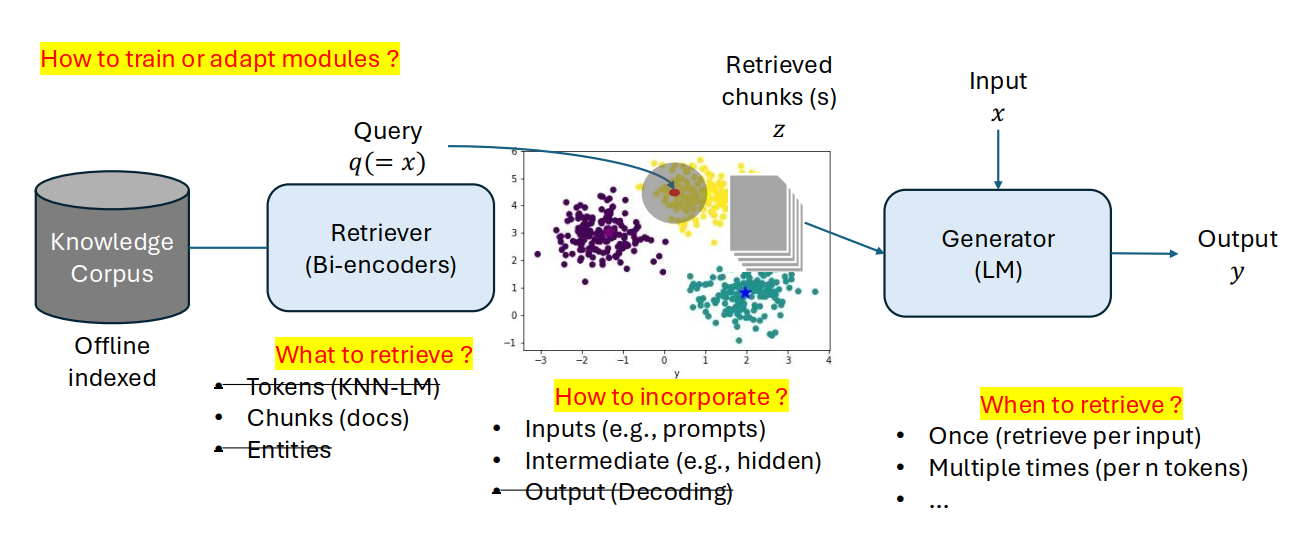 How to train or adapt modules ?
Retrieved
chunks (s)
z
Input
x
Query
q(= x)
Knowledge
Corpus
Retriever
(Bi-encoders)
6
5
4
3
2
1
0
−1
−3
−2
−1
0
1
2
3
4
y
Generator
(LM)
Output
y
Offline
indexed
What to retrieve ?
• Tokens (KNN-LM)
• Chunks (docs)
• Entities
How to incorporate ?
• Inputs (e.g., prompts)
• Intermediate (e.g., hidden)
• Output (Decoding)
When to retrieve ?
• Once (retrieve per input)
• Multiple times (per n tokens)
• ...